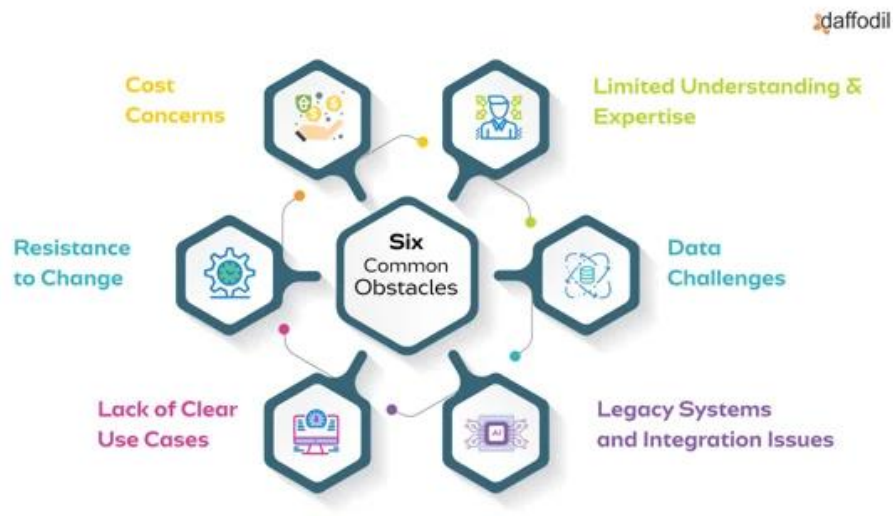 daffodil
Cost
Concerns
Limited Understanding &
Expertise
Resistance
to Change
Six
Common
Obstacles
Data
Challenges
Lack of Clear
Use Cases
Legacy Systems
and Integration Issues
AI